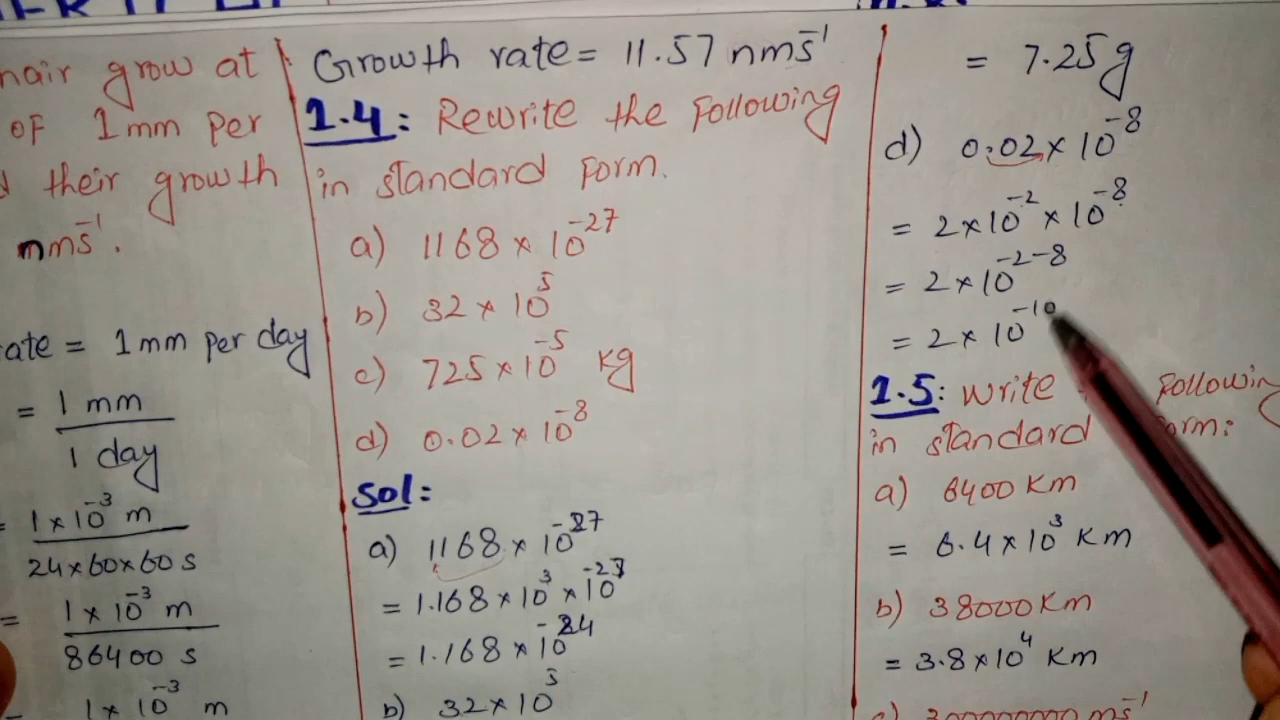 hair grow at
of 1mm per
their growth
nms⁻¹.
rate = 1mm per day
= 1 mm
1 day
= 1×10⁻³ m
24×60×60 s
= 1 × 10⁻³ m
86400 s
1× 10⁻³ m
Growth rate = 11.57 nms⁻¹
1.4: Rewrite the Following
in standard Form.
a) 1168 × 10⁻²⁷
b) 32 × 10⁵
c) 725 × 10⁻⁵ kg
d) 0.02 × 10⁻⁸
Sol:
a) 1168 × 10⁻²⁷
= 1.168 × 10³ × 10⁻²⁷
= 1.168 × 10⁻²⁴
b) 32 × 10⁵
= 7.25g
d) 0.02 × 10⁻⁸
= 2×10⁻² × 10⁻⁸
= 2 × 10⁻²⁻⁸
= 2 × 10⁻¹⁰
1.5: Write Following
in standard
a) 6400 Km
= 6.4×10³ Km
b) 38000 Km
= 3.8×10⁴ Km